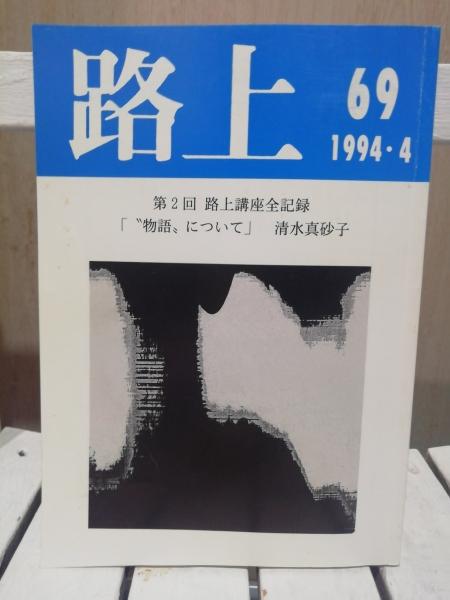 路上
69
1994・4
第2回 路上講座全記録
「〝物語〟について」 清水真砂子